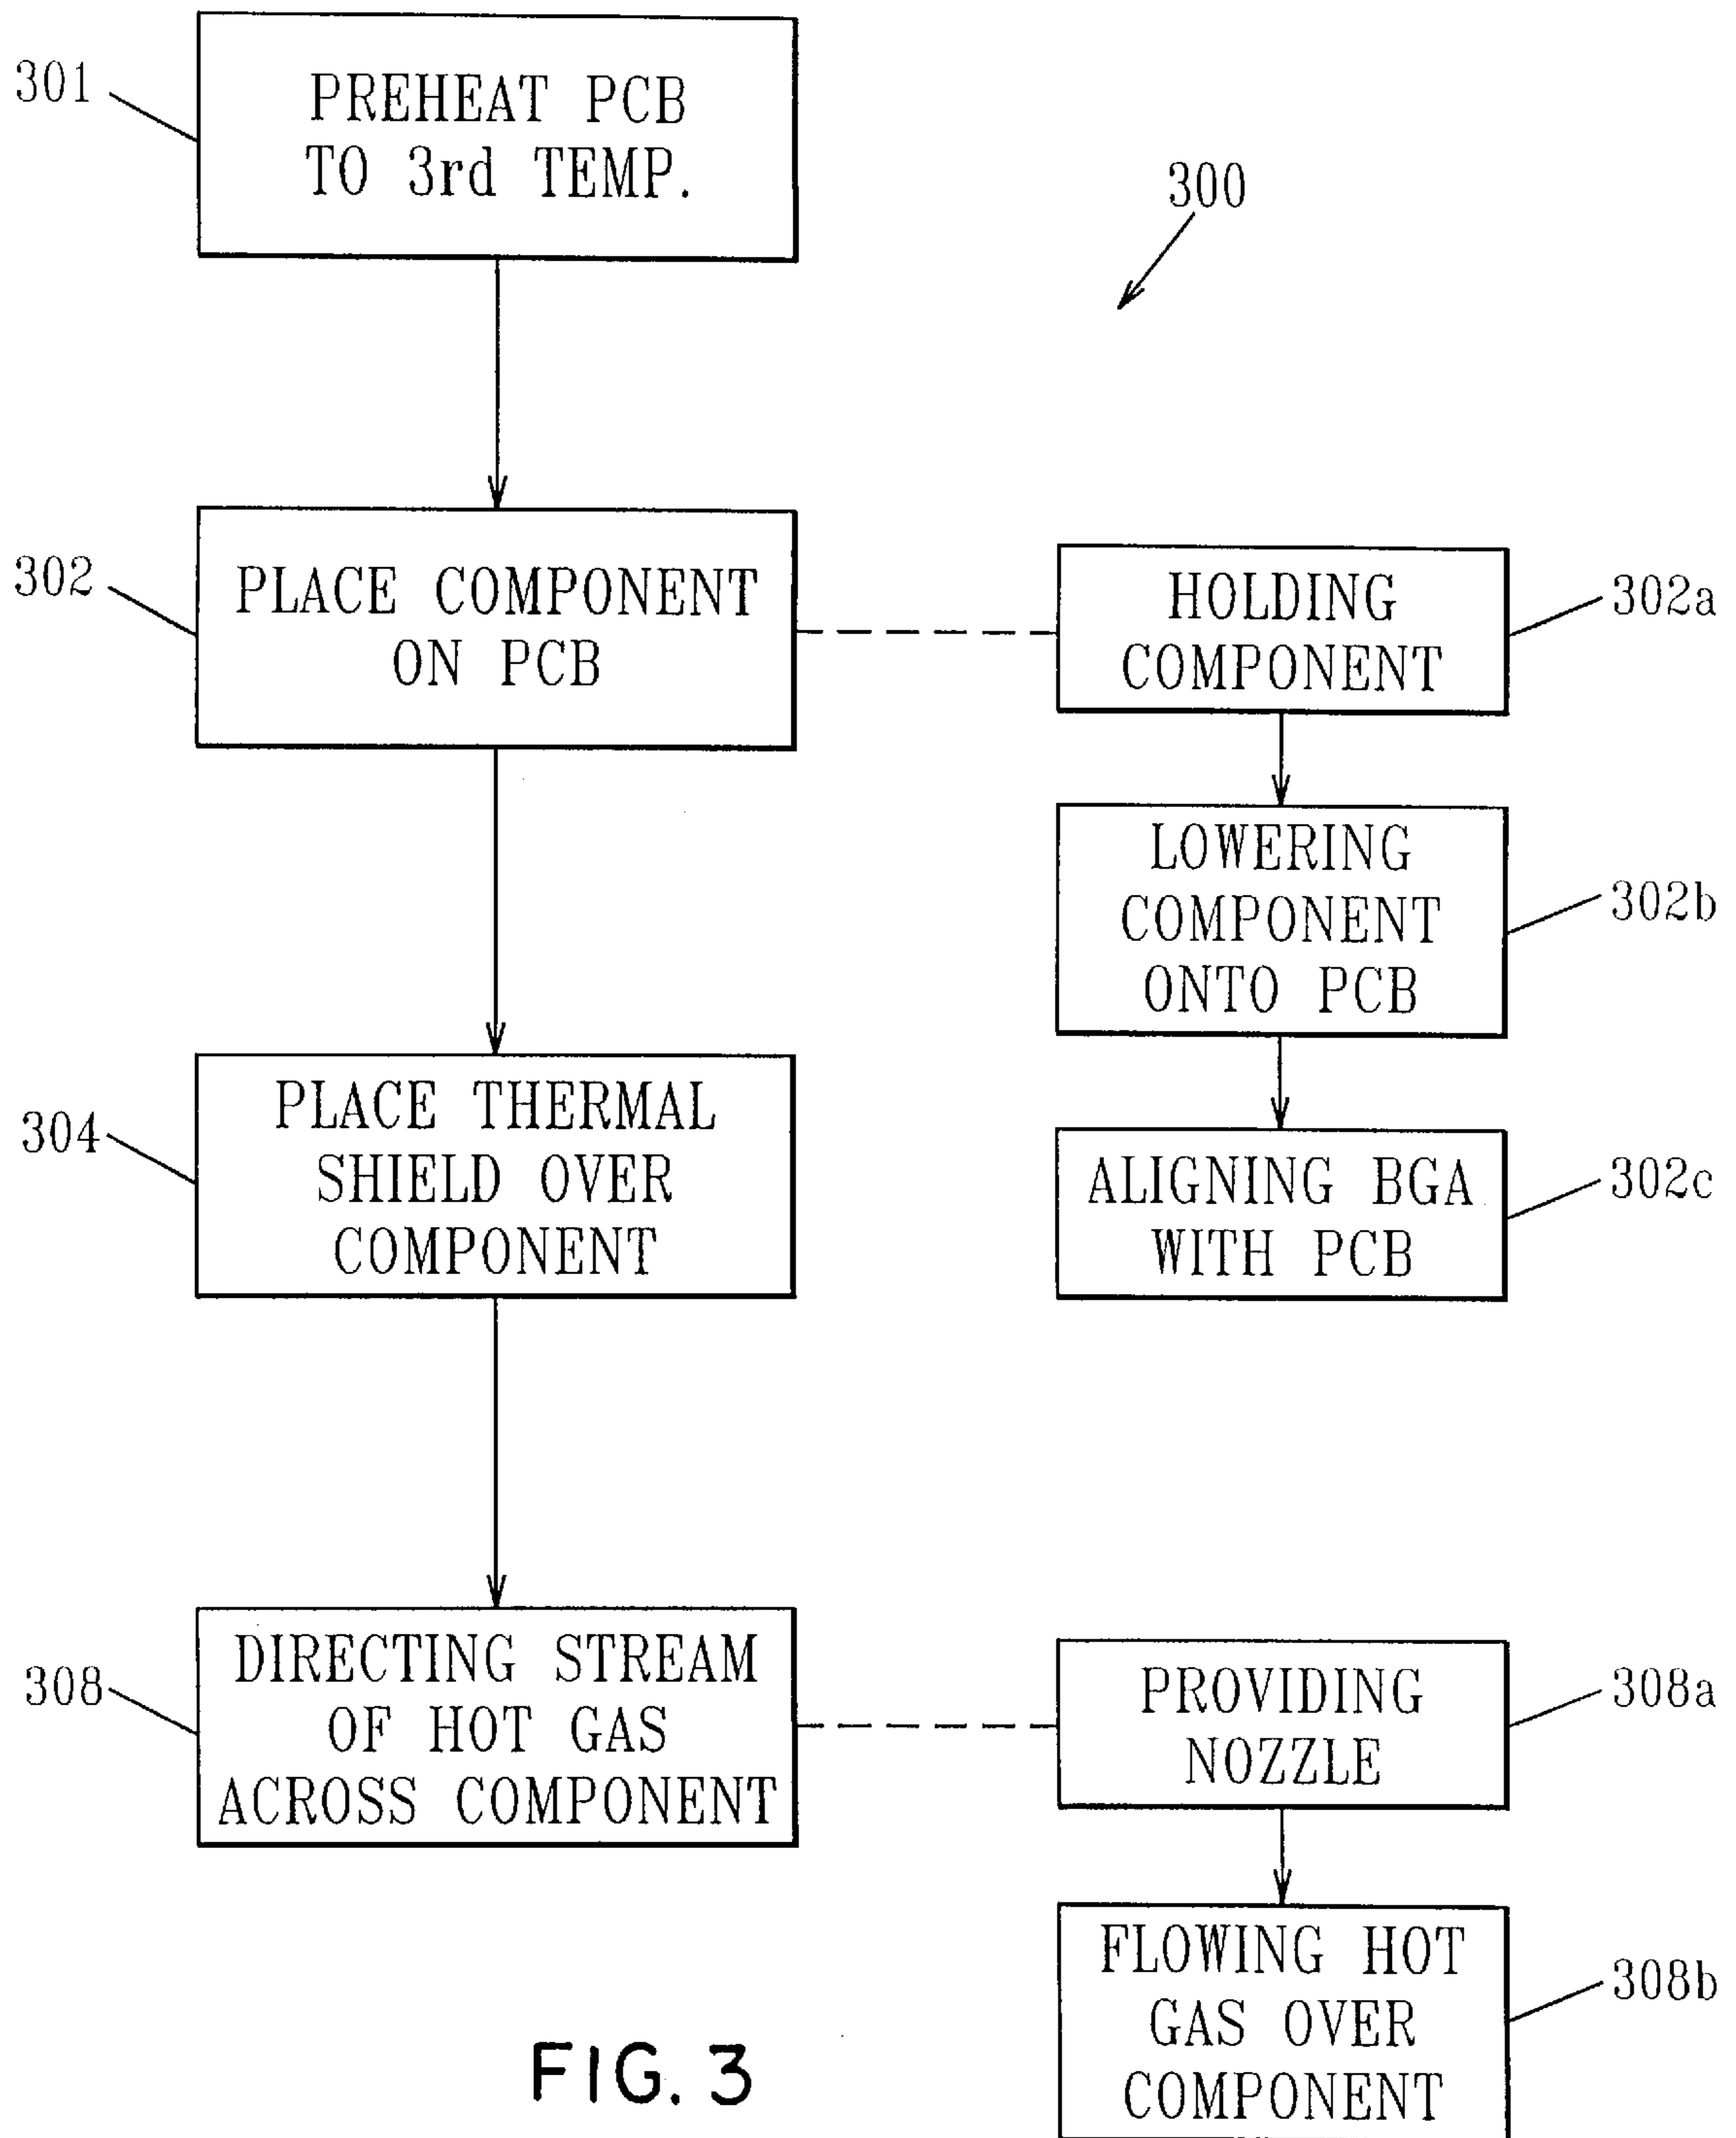 301
PREHEAT PCB
TO 3rd TEMP.
300
302
PLACE COMPONENT
ON PCB
HOLDING
COMPONENT
302a
LOWERING
COMPONENT
ONTO PCB
302b
304
PLACE THERMAL
SHIELD OVER
COMPONENT
ALIGNING BGA
WITH PCB
302c
308
DIRECTING STREAM
OF HOT GAS
ACROSS COMPONENT
PROVIDING
NOZZLE
308a
FLOWING HOT
GAS OVER
COMPONENT
308b
FIG. 3